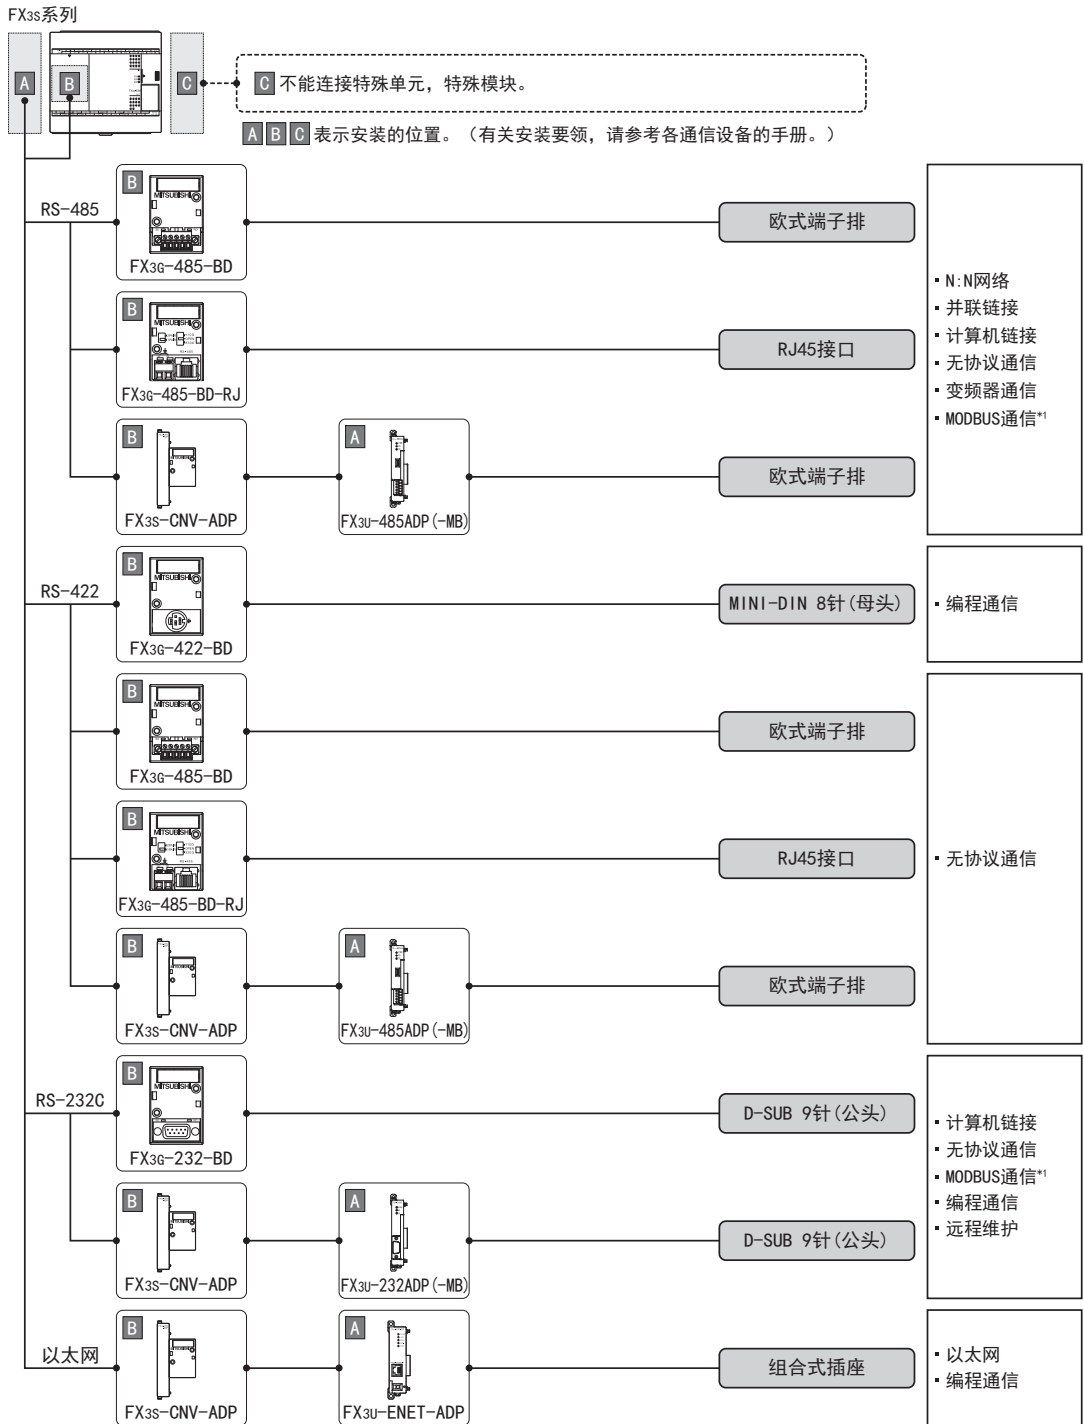 FX3S系列
A
B
C
C 不能连接特殊单元，特殊模块。
A B C 表示安装的位置。（有关安装要领，请参考各通信设备的手册。）
RS-485
B
MITSUBISHI
FX3G-485-BD
欧式端子排
B
MITSUBISHI
FX3G-485-BD-RJ
RJ45接口
B
FX3S-CNV-ADP
A
FX3U-485ADP(-MB)
欧式端子排
▪ N:N网络
▪ 并联链接
▪ 计算机链接
▪ 无协议通信
▪ 变频器通信
▪ MODBUS通信*1
RS-422
B
MITSUBISHI
FX3G-422-BD
MINI-DIN 8针(母头)
▪ 编程通信
B
MITSUBISHI
FX3G-485-BD
欧式端子排
B
MITSUBISHI
FX3G-485-BD-RJ
RJ45接口
B
FX3S-CNV-ADP
A
FX3U-485ADP(-MB)
欧式端子排
▪ 无协议通信
RS-232C
B
MITSUBISHI
FX3G-232-BD
D-SUB 9针(公头)
B
FX3S-CNV-ADP
A
FX3U-232ADP(-MB)
D-SUB 9针(公头)
▪ 计算机链接
▪ 无协议通信
▪ MODBUS通信*1
▪ 编程通信
▪ 远程维护
以太网
B
FX3S-CNV-ADP
A
FX3U-ENET-ADP
组合式插座
▪ 以太网
▪ 编程通信